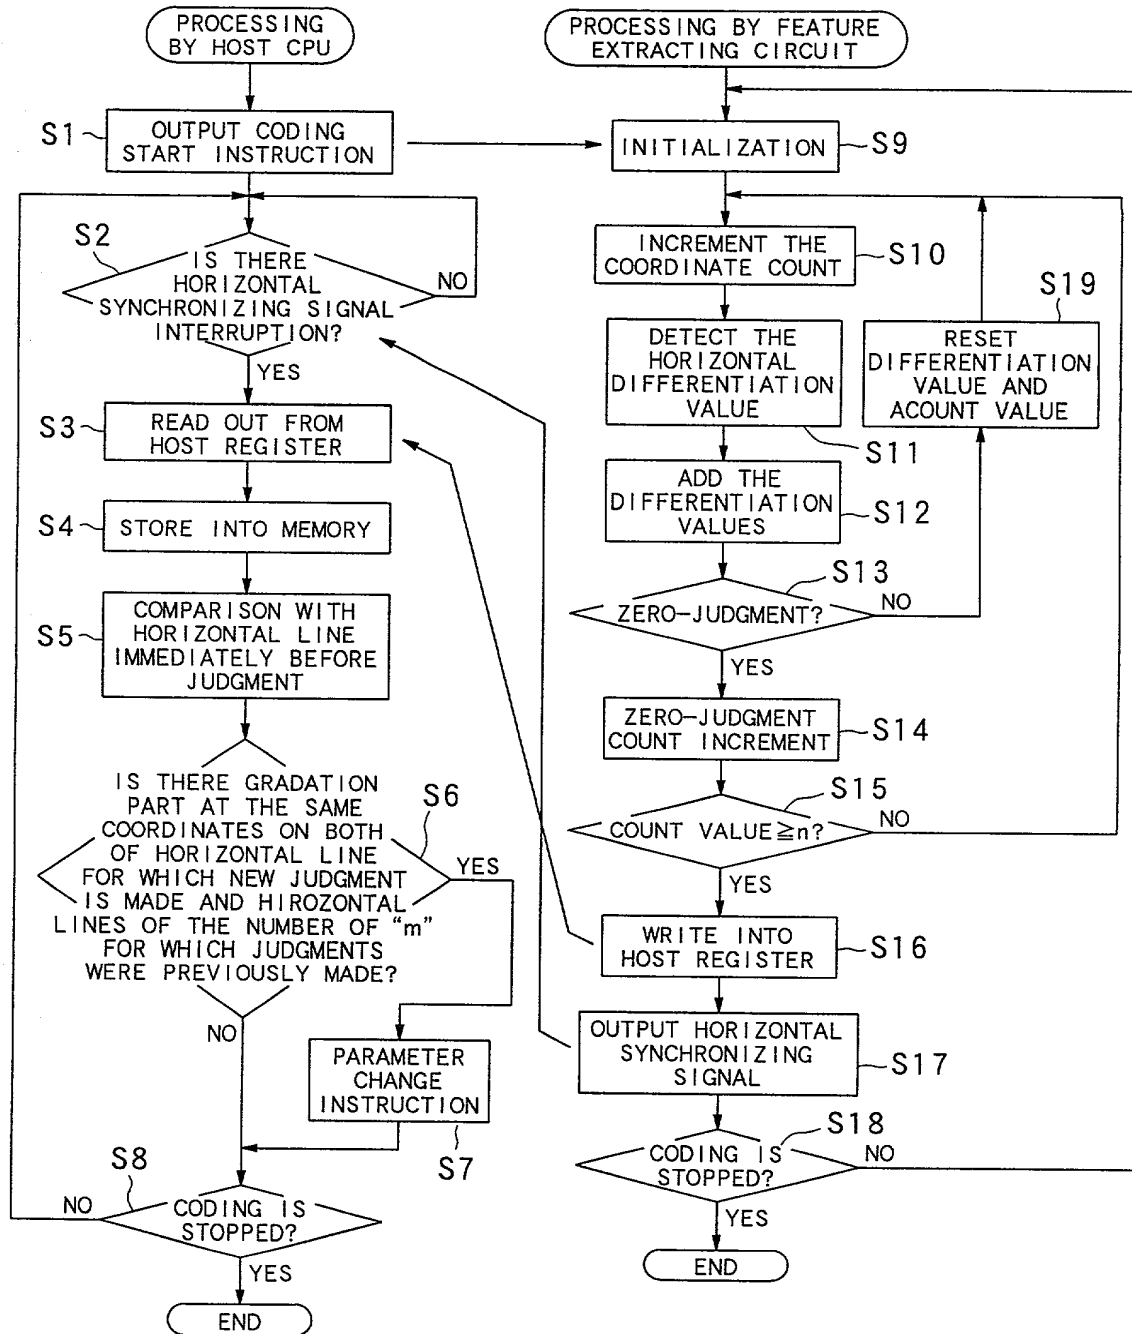 PROCESSING
BY HOST CPU
S1
OUTPUT CODING
START INSTRUCTION
S2
IS THERE
HORIZONTAL
SYNCHRONIZING SIGNAL
INTERRUPTION?
NO
YES
S3
READ OUT FROM
HOST REGISTER
S4
STORE INTO MEMORY
S5
COMPARISON WITH
HORIZONTAL LINE
IMMEDIATELY BEFORE
JUDGMENT
S6
IS THERE GRADATION
PART AT THE SAME
COORDINATES ON BOTH
OF HORIZONTAL LINE
FOR WHICH NEW JUDGMENT
IS MADE AND HIROZONTAL
LINES OF THE NUMBER OF “m”
FOR WHICH JUDGMENTS
WERE PREVIOUSLY MADE?
YES
NO
PARAMETER
CHANGE
INSTRUCTION
S7
S8
CODING IS
STOPPED?
NO
YES
END
PROCESSING BY FEATURE
EXTRACTING CIRCUIT
INITIALIZATION
S9
INCREMENT THE
COORDINATE COUNT
S10
DETECT THE
HORIZONTAL
DIFFERENTIATION
VALUE
S11
S19
RESET
DIFFERENTIATION
VALUE AND
ACOUNT VALUE
ADD THE
DIFFERENTIATION
VALUES
S12
S13
ZERO-JUDGMENT?
NO
YES
ZERO-JUDGMENT
COUNT INCREMENT
S14
S15
COUNT VALUE≧n?
NO
YES
WRITE INTO
HOST REGISTER
S16
OUTPUT HORIZONTAL
SYNCHRONIZING
SIGNAL
S17
S18
CODING IS
STOPPED?
NO
YES
END